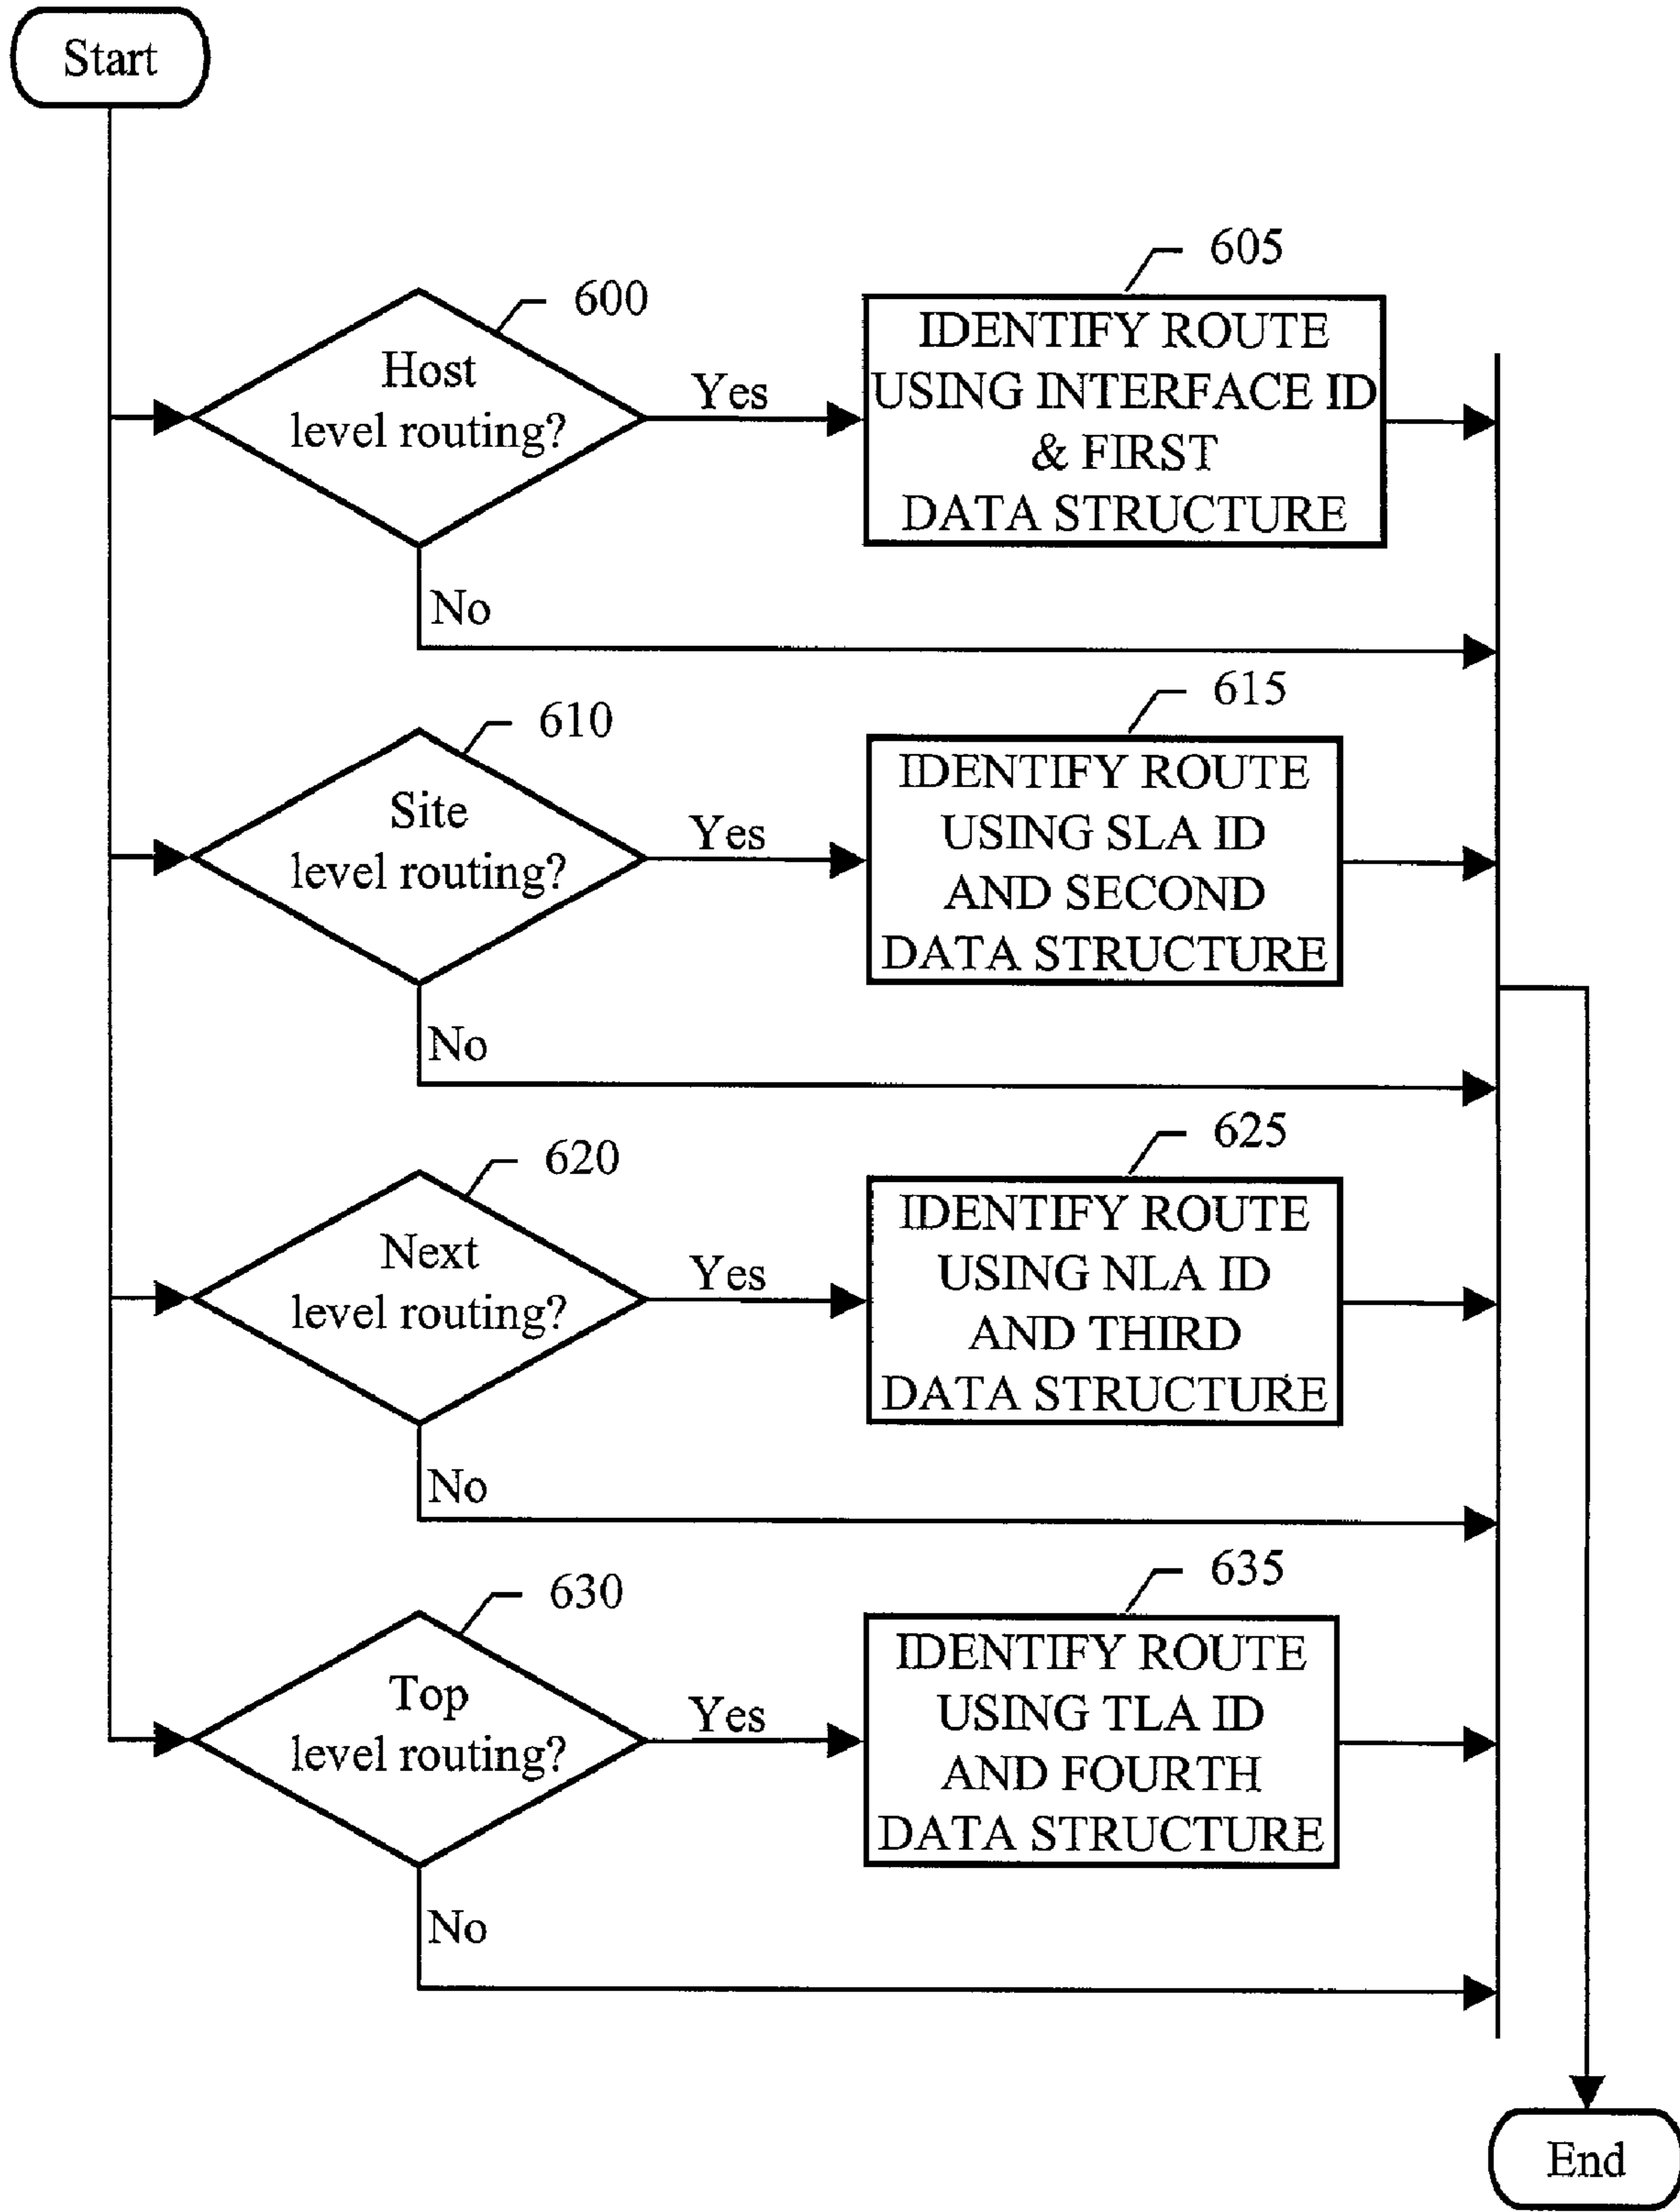 Start
605
600
Host
level routing?
Yes
IDENTIFY ROUTE
USING INTERFACE ID
& FIRST
DATA STRUCTURE
No
615
610
Site
level routing?
Yes
IDENTIFY ROUTE
USING SLA ID
AND SECOND
DATA STRUCTURE
No
625
620
Next
level routing?
Yes
IDENTIFY ROUTE
USING NLA ID
AND THIRD
DATA STRUCTURE
No
635
630
Top
level routing?
Yes
IDENTIFY ROUTE
USING TLA ID
AND FOURTH
DATA STRUCTURE
No
End